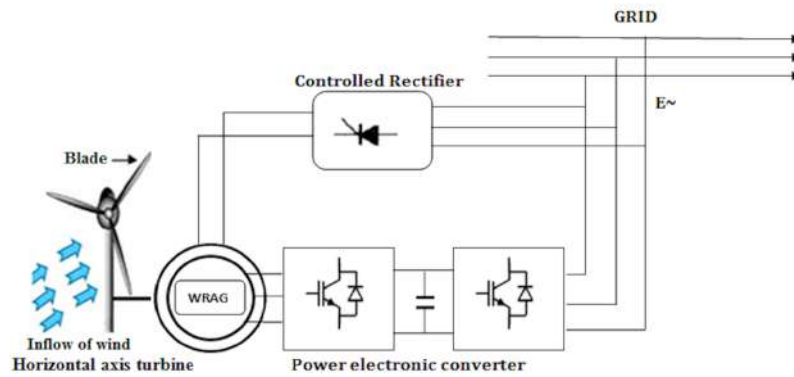 GRID
Controlled Rectifier
E~
Blade
WRAG
Inflow of wind
Horizontal axis turbine
Power electronic converter